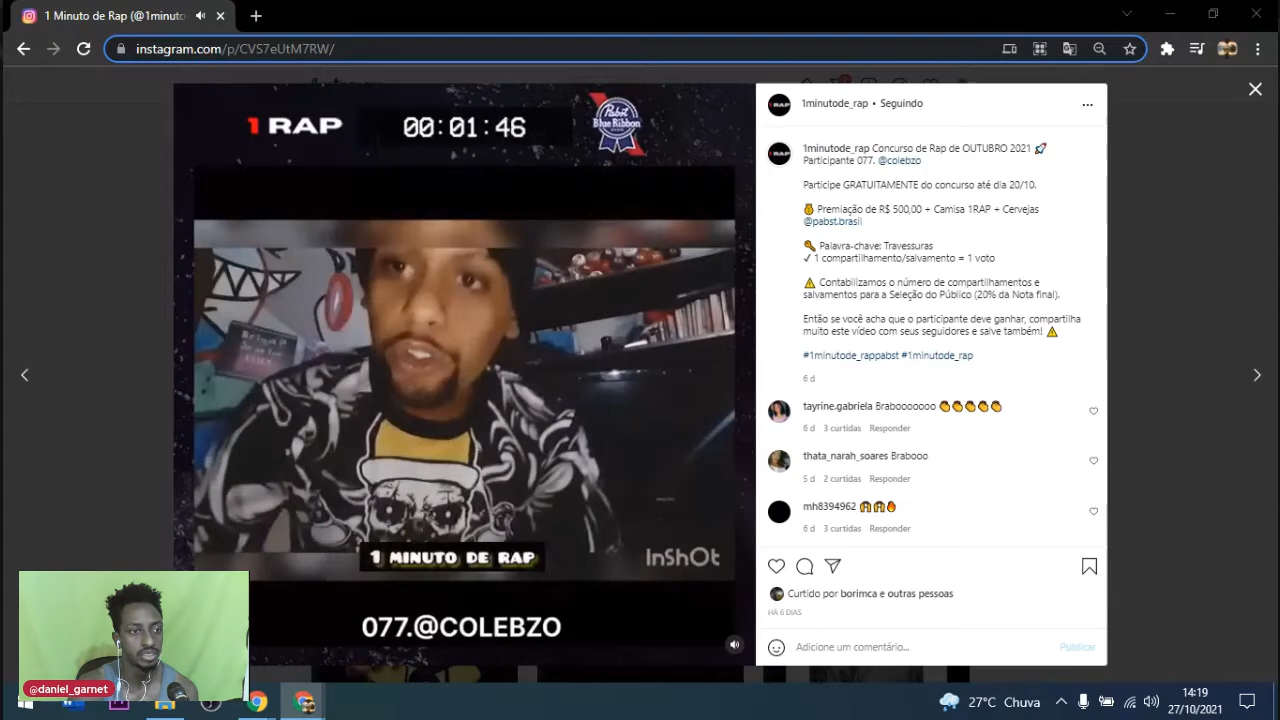 1 Minuto de Rap (@1minuto
instagram.com/p/CVS7eUtM7RW/
1 RAP
00:01:46
Pabst
Blue Ribbon
1 MINUTO DE RAP
InShOt
077.@COLEBZO
@daniel_garnet
1minutode_rap • Seguindo
1minutode_rap Concurso de Rap de OUTUBRO 2021 🚀
Participante 077. @colebzo
Participe GRATUITAMENTE do concurso até dia 20/10.
🏅 Premiação de R$ 500,00 + Camisa 1RAP + Cervejas
@pabst.brasil
🔑 Palavra-chave: Travessuras
✓ 1 compartilhamento/salvamento = 1 voto
⚠️ Contabilizamos o número de compartilhamentos e
salvamentos para a Seleção do Público (20% da Nota final).
Então se você acha que o participante deve ganhar, compartilha
muito este vídeo com seus seguidores e salve também! ⚠️
#1minutode_rappabst #1minutode_rap
6 d
tayrine.gabriela Braboooooooo 👏👏👏👏👏
6 d 3 curtidas Responder
thata_narah_soares Brabooo
5 d 2 curtidas Responder
mh8394962 🙌🙌🔥
6 d 3 curtidas Responder
Curtido por borimca e outras pessoas
HÁ 6 DIAS
Adicione um comentário...
Publicar
27°C Chuva
14:19
27/10/2021